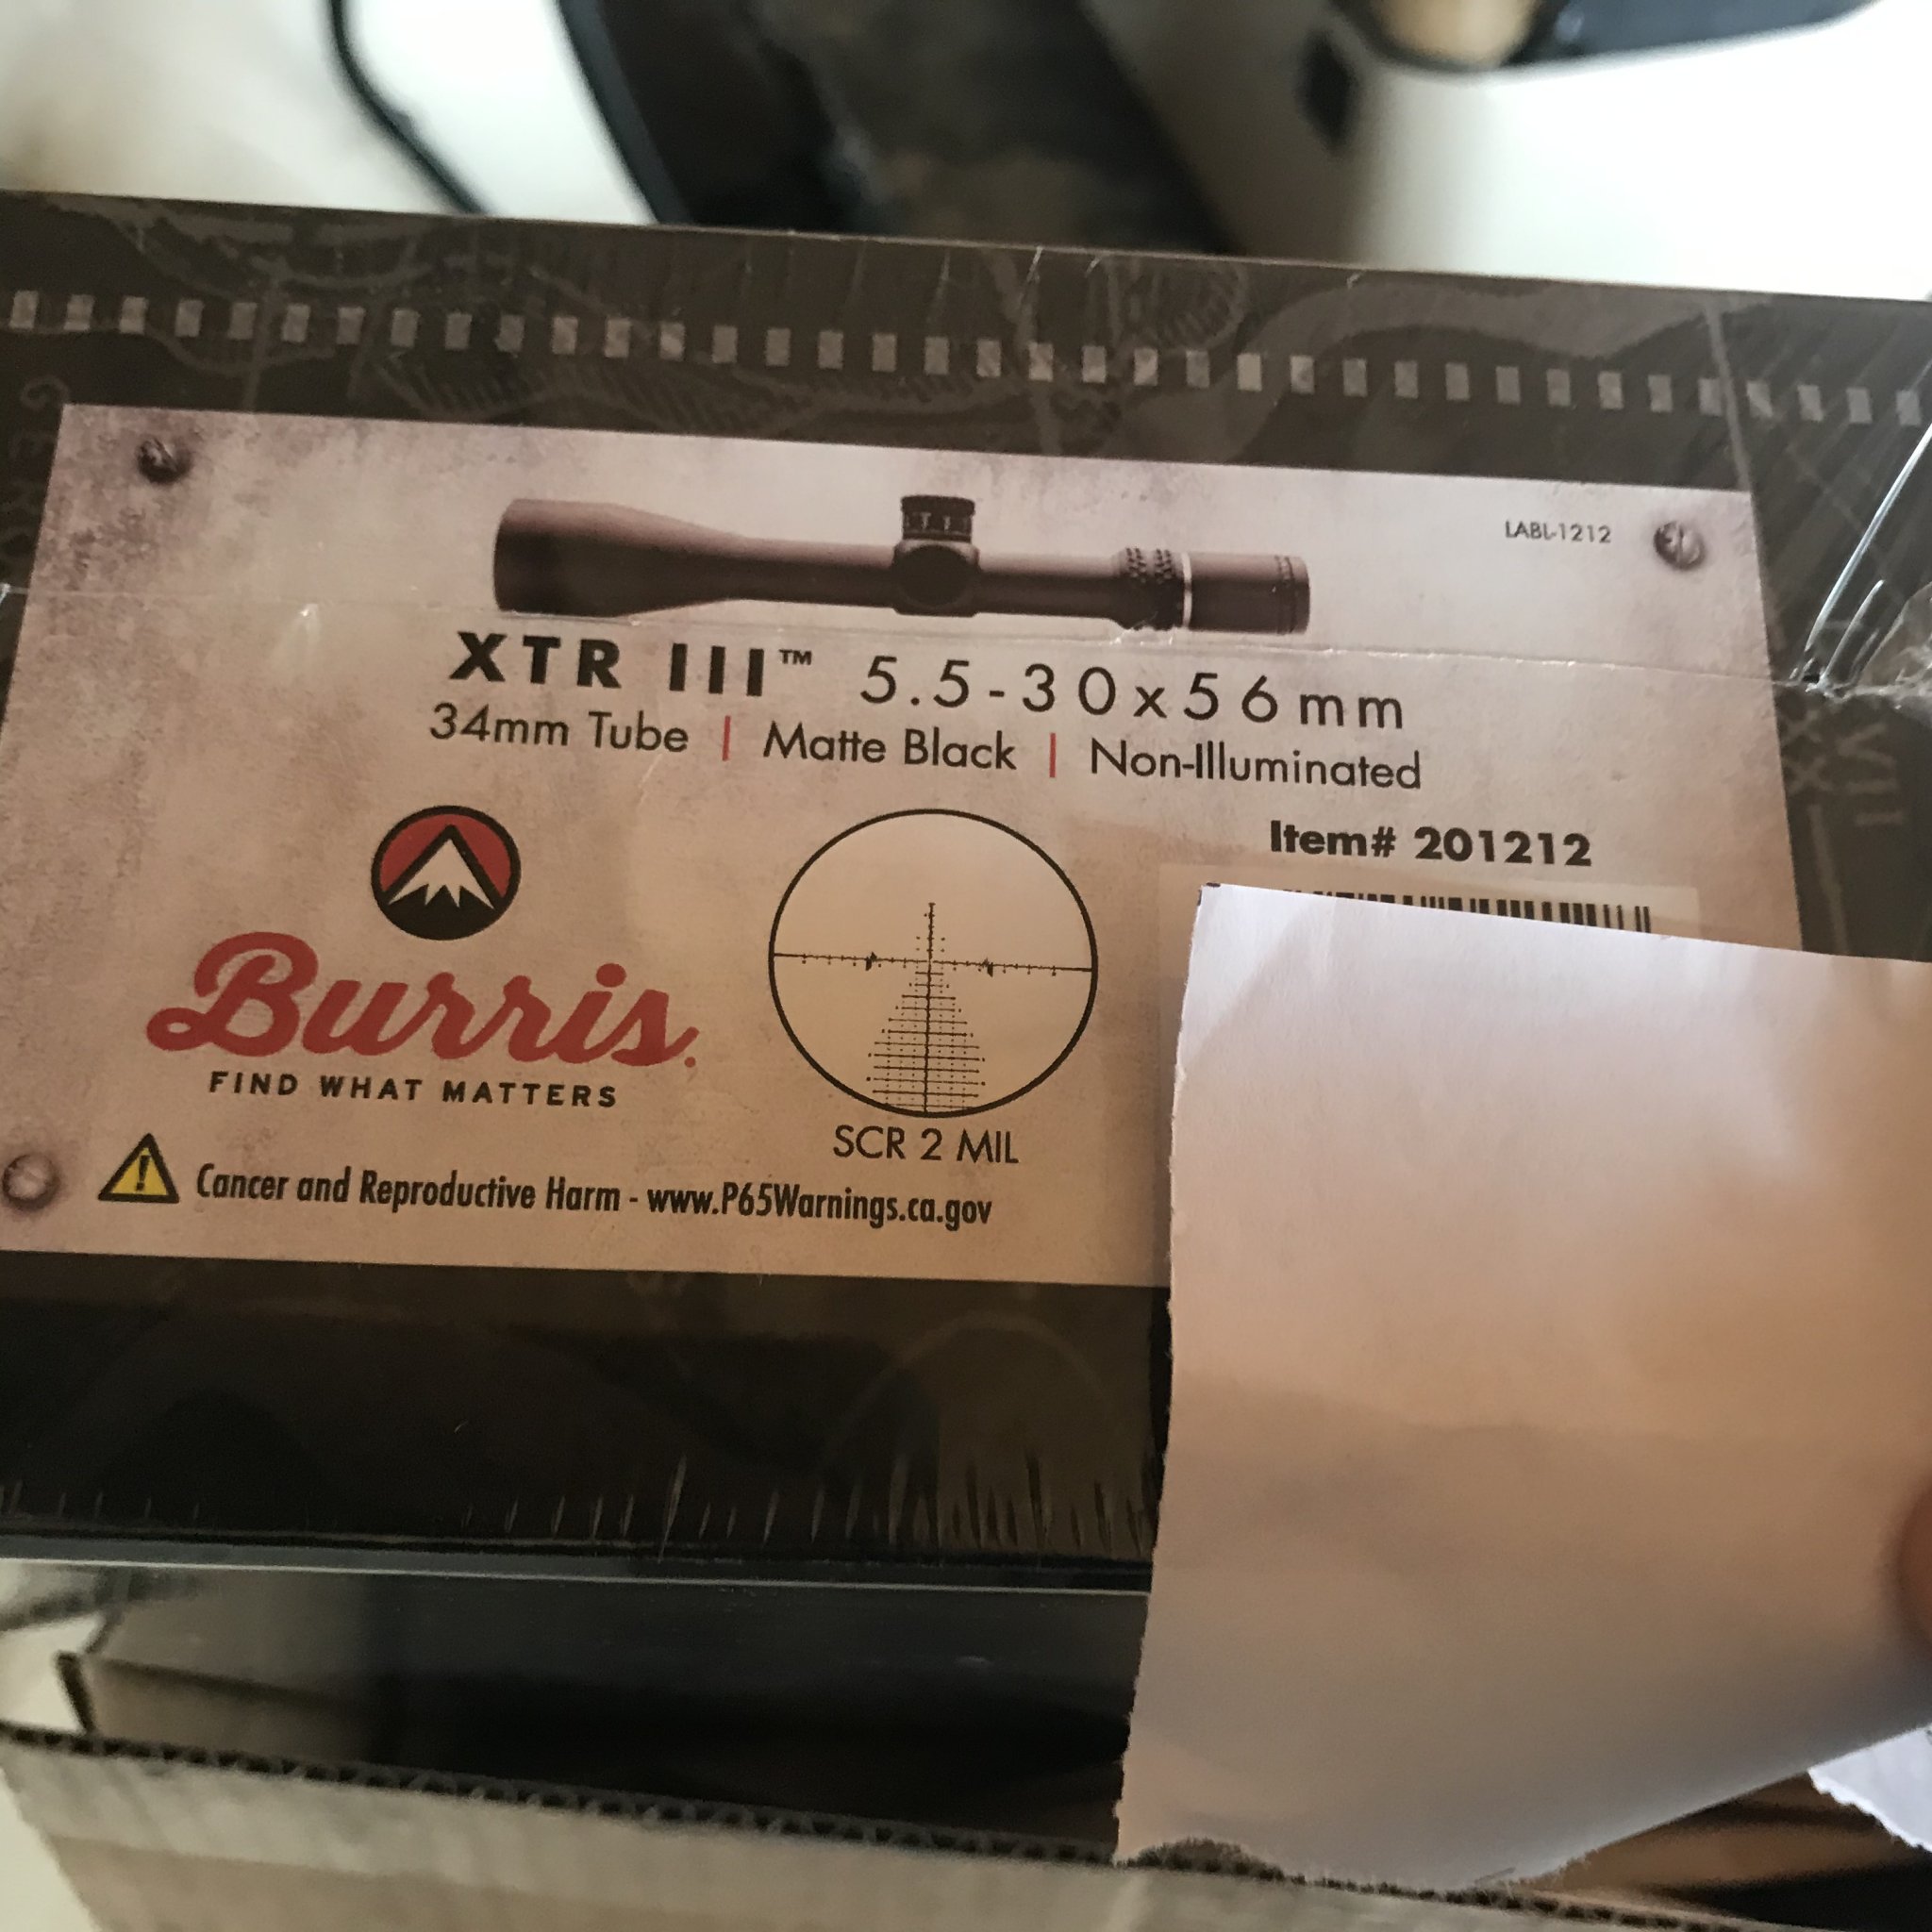 LABL-1212
XTR III™ 5.5-30x56mm
34mm Tube | Matte Black | Non-Illuminated
Item# 201212
Burris.
FIND WHAT MATTERS
SCR 2 MIL
Cancer and Reproductive Harm - www.P65Warnings.ca.gov